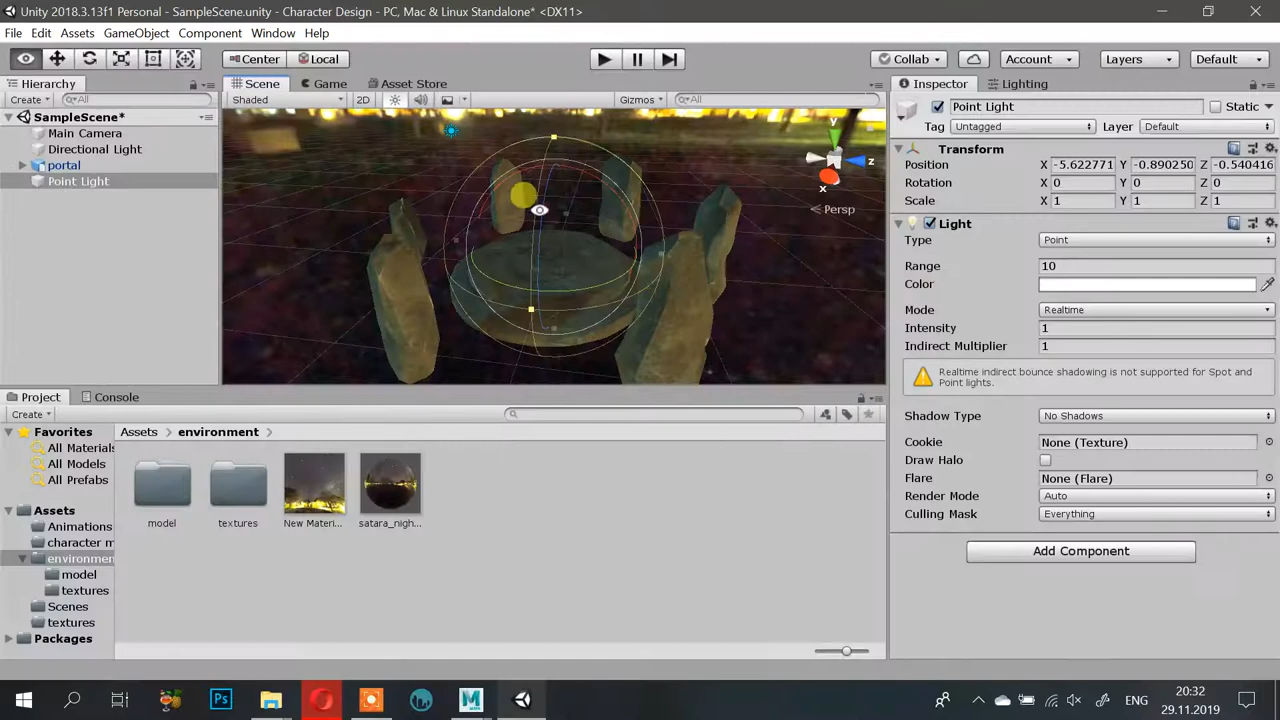 Unity 2018.3.13f1 Personal - SampleScene.unity - Character Design - PC, Mac & Linux Standalone* <DX11>
File Edit Assets GameObject Component Window Help
Center Local Collab Account Layers Default
Hierarchy Scene Game Asset Store Inspector Lighting
Create All Shaded 2D Gizmos All
Point Light Static
SampleScene*
Tag Untagged Layer Default
Main Camera
Directional Light
portal
Point Light
y
z
x
Persp
Transform
Position X -5.622771 Y -0.890250 Z -0.540416
Rotation X 0 Y 0 Z 0
Scale X 1 Y 1 Z 1
Light
Type Point
Range 10
Color
Mode Realtime
Intensity 1
Indirect Multiplier 1
Realtime indirect bounce shadowing is not supported for Spot and
Point lights.
Shadow Type No Shadows
Cookie None (Texture)
Draw Halo
Flare None (Flare)
Render Mode Auto
Culling Mask Everything
Add Component
Project Console
Create
Favorites
All Materials
All Models
All Prefabs
Assets
Animations
character m
environmen
model
textures
Scenes
textures
Packages
Assets environment
model textures New Materi... satara_nigh...
Ps
ENG
20:32
29.11.2019